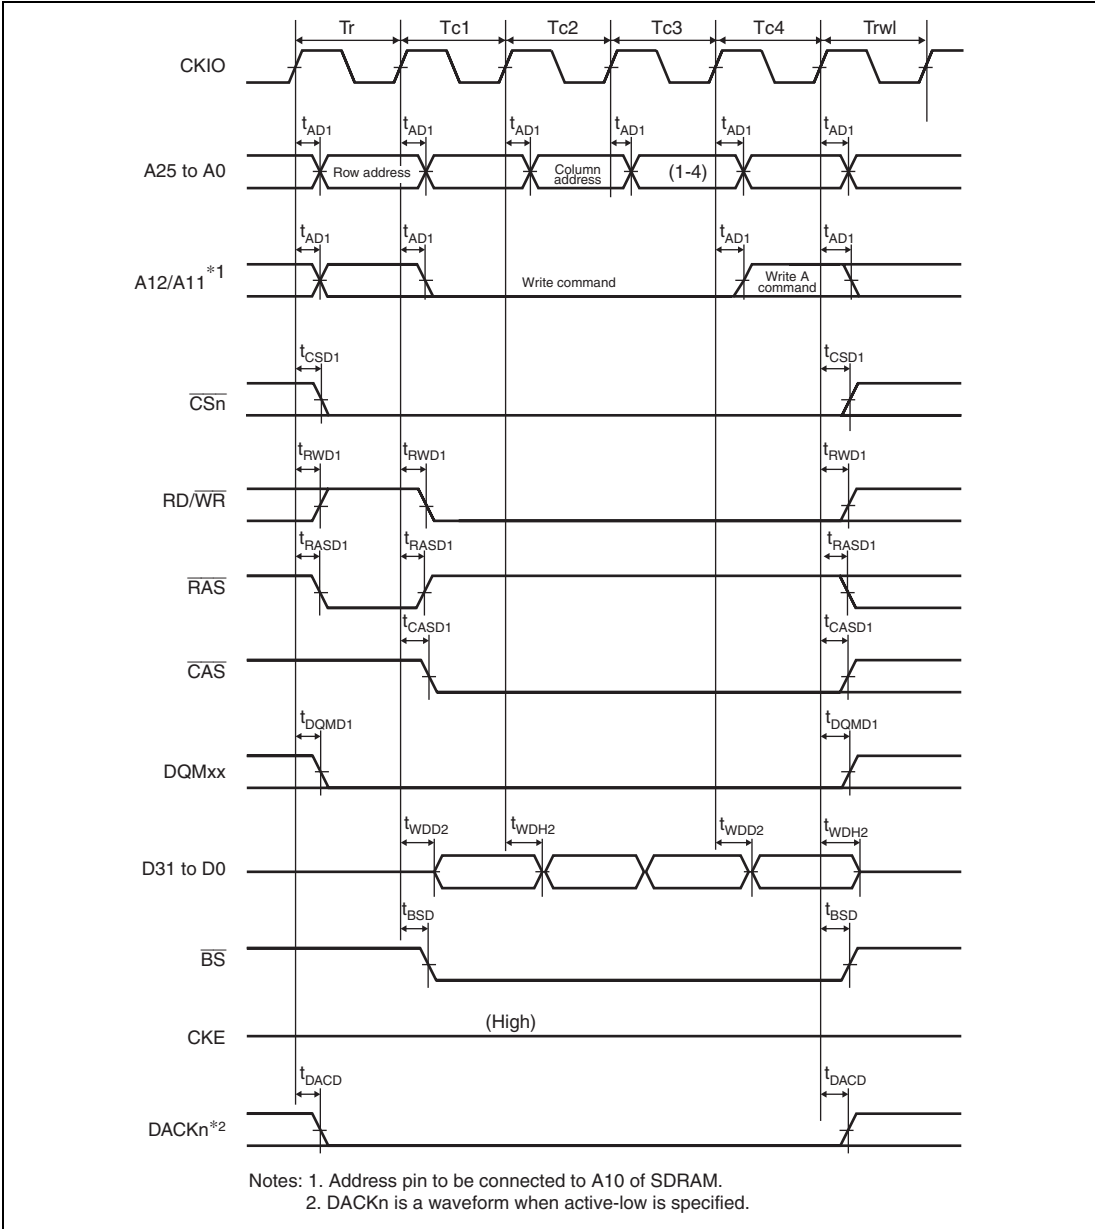 Tr Tc1 Tc2 Tc3 Tc4 Trwl
CKIO
tAD1 tAD1 tAD1 tAD1 tAD1 tAD1
A25 to A0 Row address Column address (1-4)
tAD1 tAD1 tAD1 tAD1
A12/A11*1 Write command Write A command
tCSD1 tCSD1
CSn
tRWD1 tRWD1 tRWD1
RD/WR
tRASD1 tRASD1 tRASD1
RAS
tCASD1 tCASD1
CAS
tDQMD1 tDQMD1
DQMxx
tWDD2 tWDH2 tWDD2 tWDH2
D31 to D0
tBSD tBSD
BS
(High)
CKE
tDACD tDACD
DACKn*2
Notes: 1. Address pin to be connected to A10 of SDRAM.
2. DACKn is a waveform when active-low is specified.